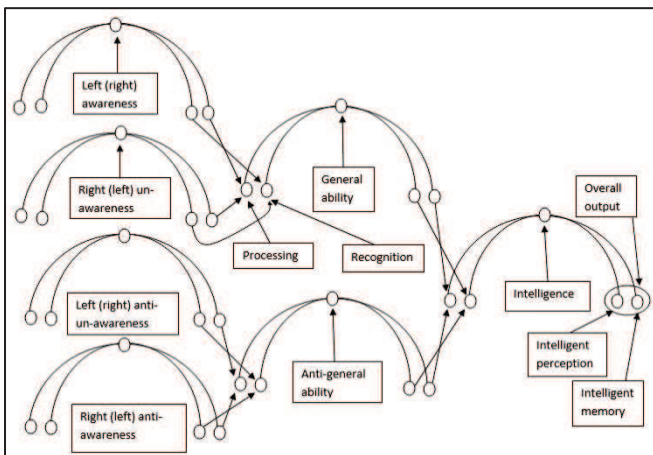 Left (right)
awareness
Right (left) un-
awareness
General
ability
Overall
output
Processing
Recognition
Left (right) anti-
un-awareness
Intelligence
Anti-general
ability
Intelligent
perception
Intelligent
memory
Right (left) anti-
awareness